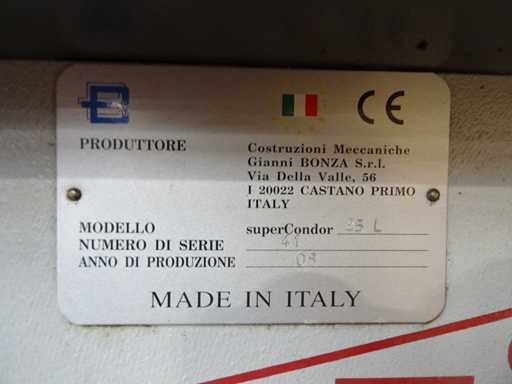 PRODUTTORE
Costruzioni Meccaniche
Gianni BONZA S.r.l.
Via Della Valle, 56
I 20022 CASTANO PRIMO
ITALY
MODELLO superCondor 35 L
NUMERO DI SERIE 41
ANNO DI PRODUZIONE 08
MADE IN ITALY
CE